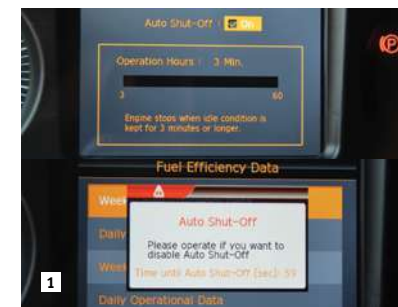 Auto Shut-Off : On
Operation Hours : 3 Min.
3 60
Engine stops when idle condition is
kept for 3 minutes or longer.
Fuel Efficiency Data
Week
Auto Shut-Off
Daily
Please operate if you want to
disable Auto Shut-Off
Week
Time until Auto Shut-Off (sec): 59
1
Daily Operational Data